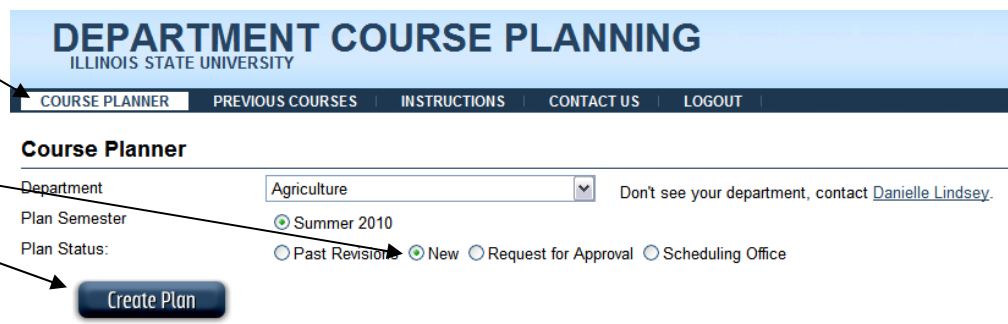 DEPARTMENT COURSE PLANNING
ILLINOIS STATE UNIVERSITY
COURSE PLANNER PREVIOUS COURSES INSTRUCTIONS CONTACT US LOGOUT
Course Planner
Department Agriculture Don't see your department, contact Danielle Lindsey.
Plan Semester Summer 2010
Plan Status: Past Revisions New Request for Approval Scheduling Office
Create Plan